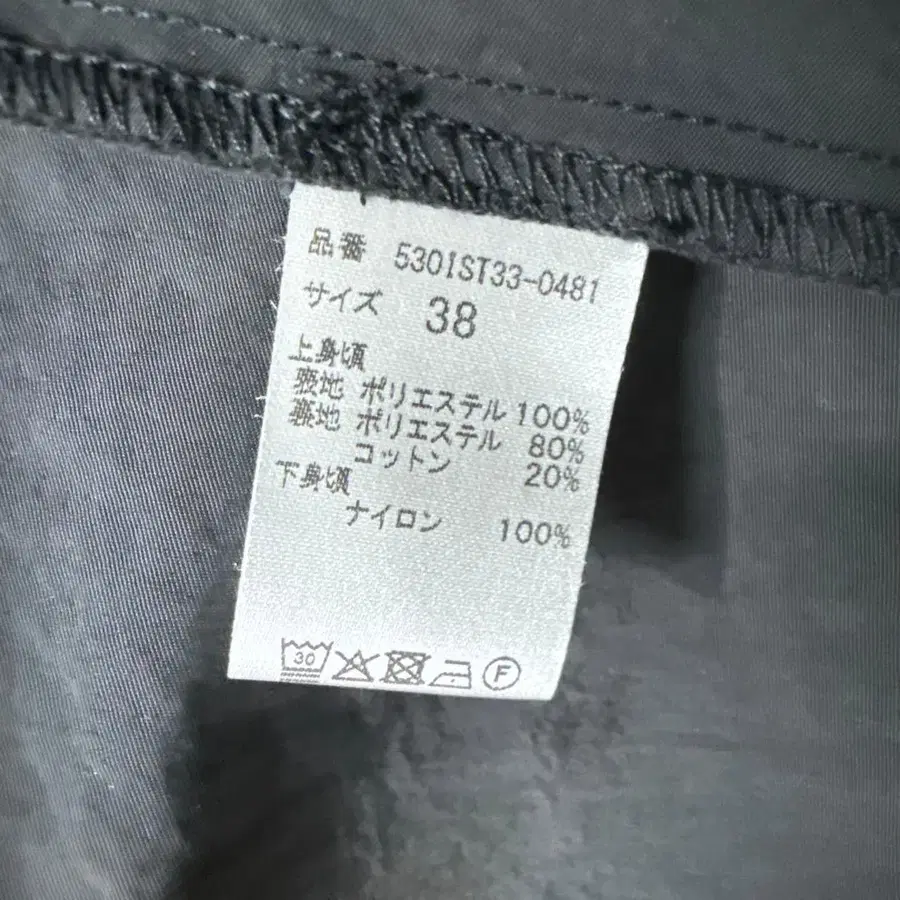 品番 530IST33-0481
サイズ 38
上身頃
表地 ポリエステル 100%
裏地 ポリエステル 80%
コットン 20%
下身頃
ナイロン 100%
30 F